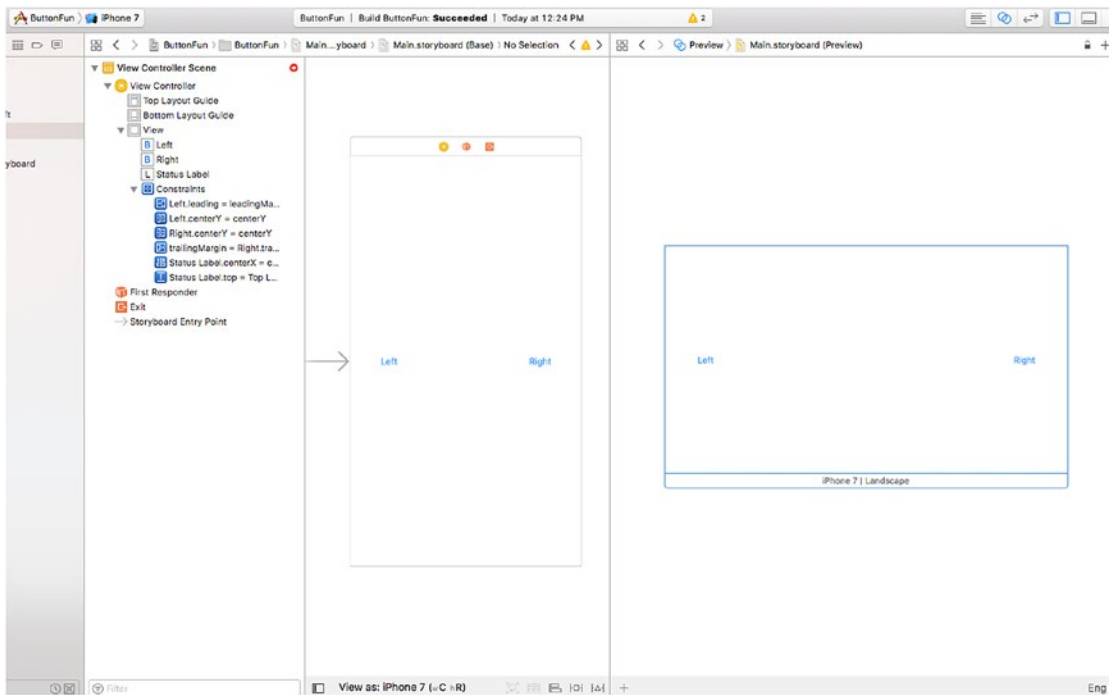 ButtonFun iPhone 7 ButtonFun | Build ButtonFun: Succeeded | Today at 12:24 PM 2
ButtonFun ButtonFun Main....yboard Main.storyboard (Base) No Selection Preview Main.storyboard (Preview)
View Controller Scene
View Controller
Top Layout Guide
ft
Bottom Layout Guide
View
B Left
B Right
yboard
L Status Label
Constraints
Left.leading = leadingMa...
Left.centerY = centerY
Right.centerY = centerY
trailingMargin = Right.tra...
Status Label.centerX = c...
Status Label.top = Top L...
First Responder
Exit
Storyboard Entry Point
Left Right
Left Right
iPhone 7 | Landscape
Filter
View as: iPhone 7 (wC hR)
Eng